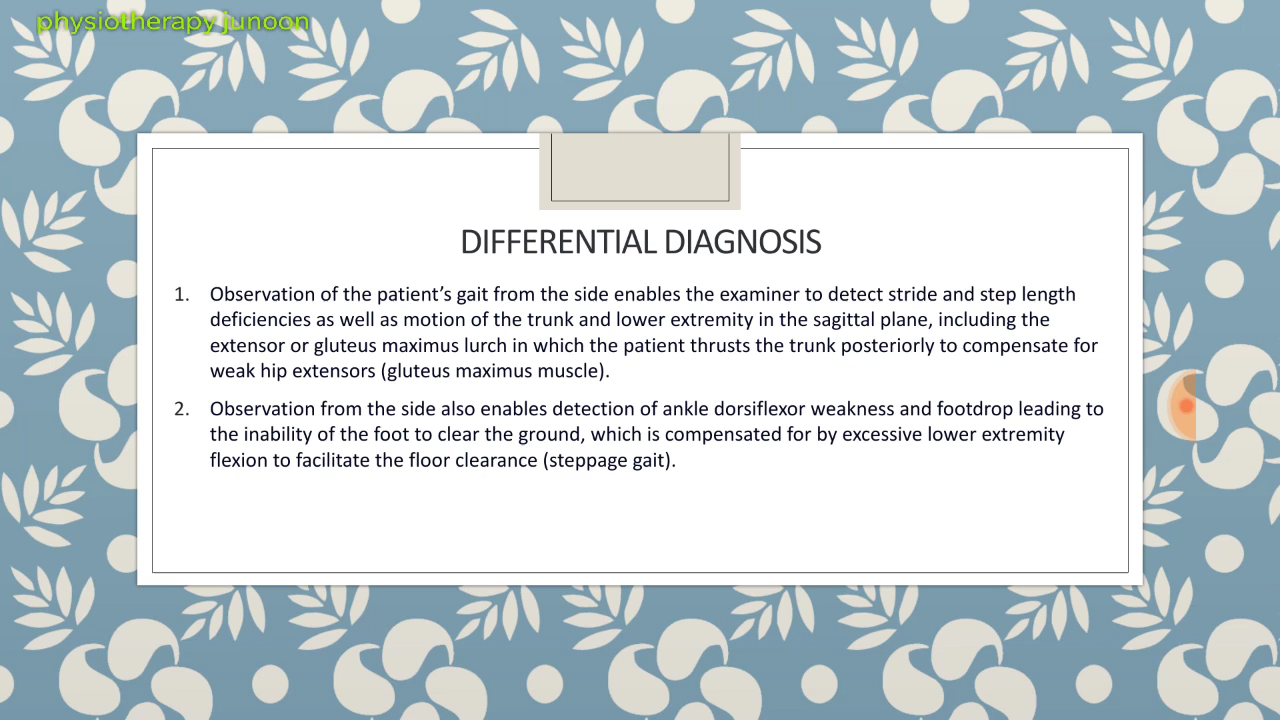 physiotherapy junoon
DIFFERENTIAL DIAGNOSIS
1. Observation of the patient’s gait from the side enables the examiner to detect stride and step length
deficiencies as well as motion of the trunk and lower extremity in the sagittal plane, including the
extensor or gluteus maximus lurch in which the patient thrusts the trunk posteriorly to compensate for
weak hip extensors (gluteus maximus muscle).
2. Observation from the side also enables detection of ankle dorsiflexor weakness and footdrop leading to
the inability of the foot to clear the ground, which is compensated for by excessive lower extremity
flexion to facilitate the floor clearance (steppage gait).